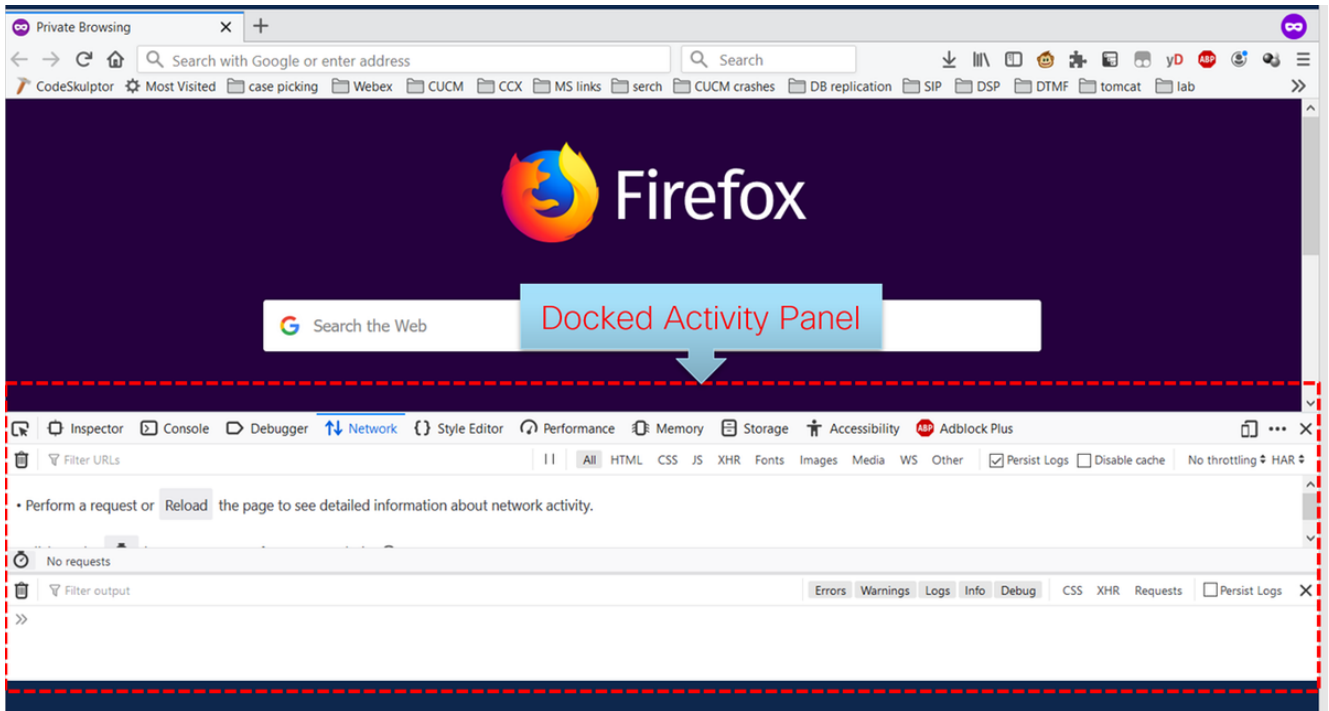 Private Browsing
Search with Google or enter address
Search
yD ABP
CodeSkulptor Most Visited case picking Webex CUCM CCX MS links serch CUCM crashes DB replication SIP DSP DTMF tomcat lab
Firefox
G Search the Web
Docked Activity Panel
Inspector Console Debugger Network {} Style Editor Performance Memory Storage Accessibility ABP Adblock Plus
Filter URLs All HTML CSS JS XHR Fonts Images Media WS Other Persist Logs Disable cache No throttling HAR
• Perform a request or Reload the page to see detailed information about network activity.
No requests
Filter output Errors Warnings Logs Info Debug CSS XHR Requests Persist Logs
»